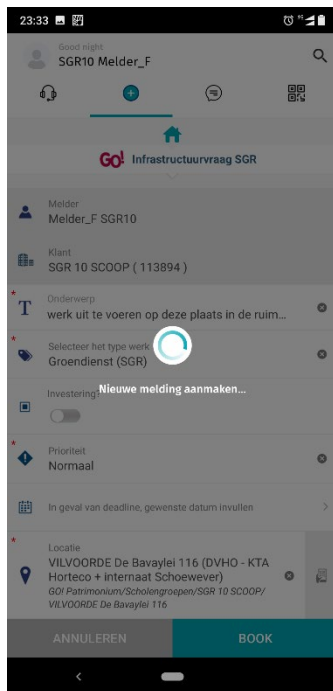 23:33
Good night
SGR10 Melder_F
GO! Infrastructuurvraag SGR
Melder
Melder_F SGR10
Klant
SGR 10 SCOOP ( 113894 )
* Onderwerp
werk uit te voeren op deze plaats in de ruim...
* Selecteer het type werk
Groendienst (SGR)
Investering?
Nieuwe melding aanmaken...
* Prioriteit
Normaal
In geval van deadline, gewenste datum invullen
* Locatie
VILVOORDE De Bavaylei 116 (DVHO - KTA
Horteco + internaat Schoewever)
GO! Patrimonium/Scholengroepen/SGR 10 SCOOP/
VILVOORDE De Bavaylei 116
ANNULEREN BOOK